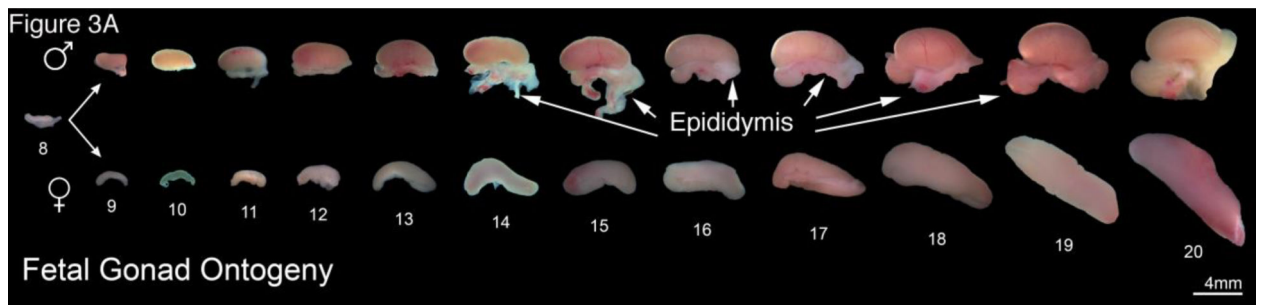 Figure 3A
♂
8
Epididymis
♀
9 10 11 12 13 14 15 16 17 18 19 20
Fetal Gonad Ontogeny
4mm